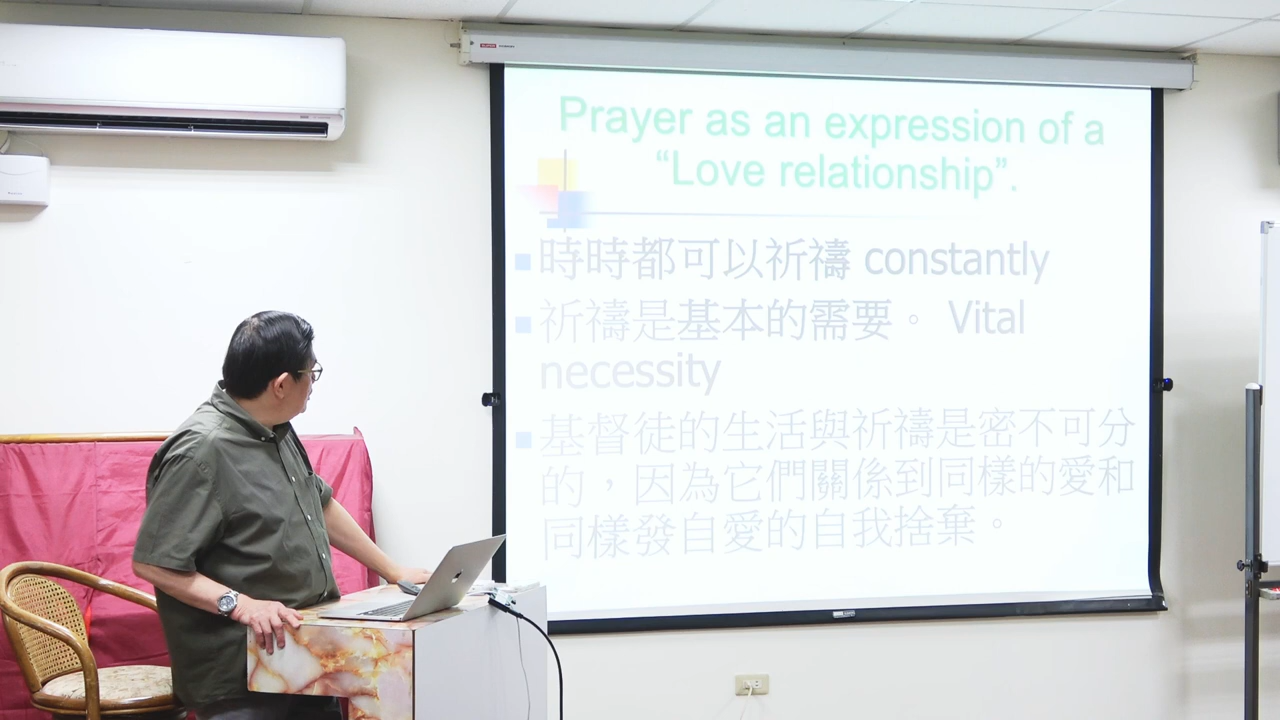 Prayer as an expression of a
“Love relationship”.
時時都可以祈禱 constantly
祈禱是基本的需要。 Vital
necessity
基督徒的生活與祈禱是密不可分
的，因為它們關係到同樣的愛和
同樣發自愛的自我捨棄。